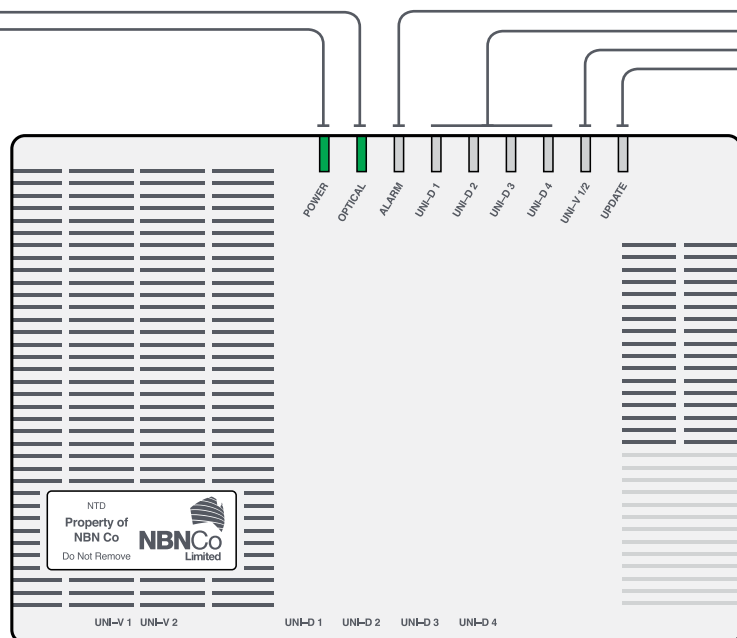 POWER
OPTICAL
ALARM
UNI–D 1
UNI–D 2
UNI–D 3
UNI–D 4
UNI–V 1/2
UPDATE
NTD
Property of
NBN Co
Do Not Remove
NBNCo
Limited
UNI–V 1 UNI–V 2 UNI–D 1 UNI–D 2 UNI–D 3 UNI–D 4